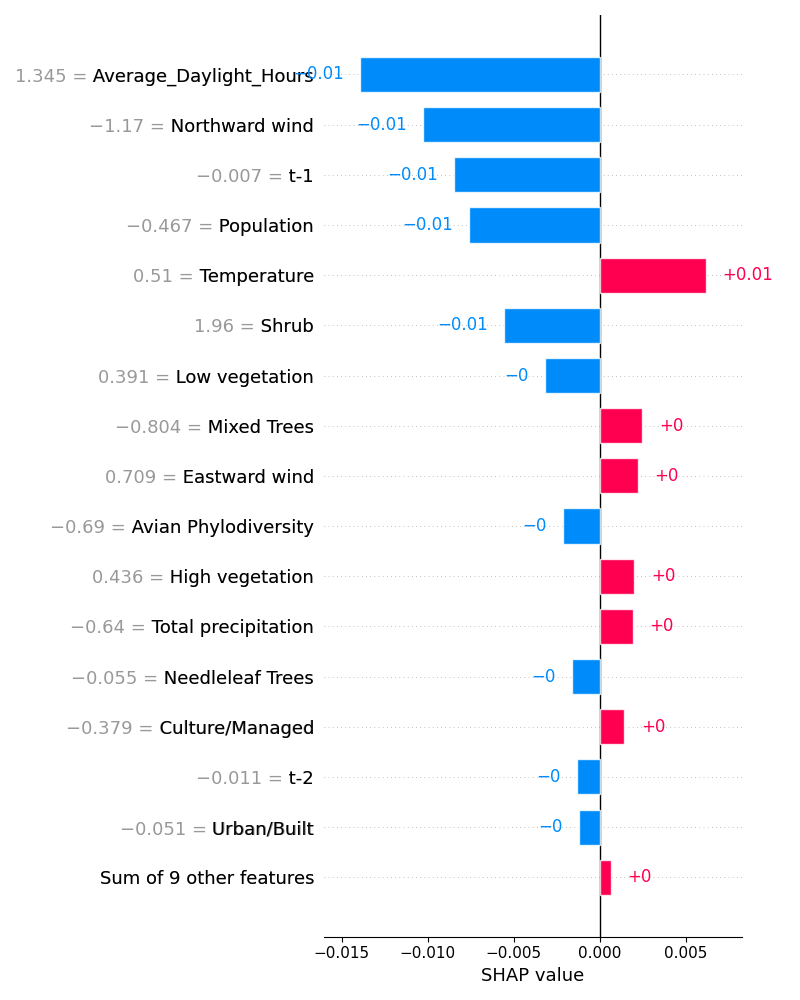 1.345 = Average_Daylight_Hours −0.01
−1.17 = Northward wind −0.01
−0.007 = t-1 −0.01
−0.467 = Population −0.01
0.51 = Temperature +0.01
1.96 = Shrub −0.01
0.391 = Low vegetation −0
−0.804 = Mixed Trees +0
0.709 = Eastward wind +0
−0.69 = Avian Phylodiversity −0
0.436 = High vegetation +0
−0.64 = Total precipitation +0
−0.055 = Needleleaf Trees −0
−0.379 = Culture/Managed +0
−0.011 = t-2 −0
−0.051 = Urban/Built −0
Sum of 9 other features +0
−0.015 −0.010 −0.005 0.000 0.005
SHAP value